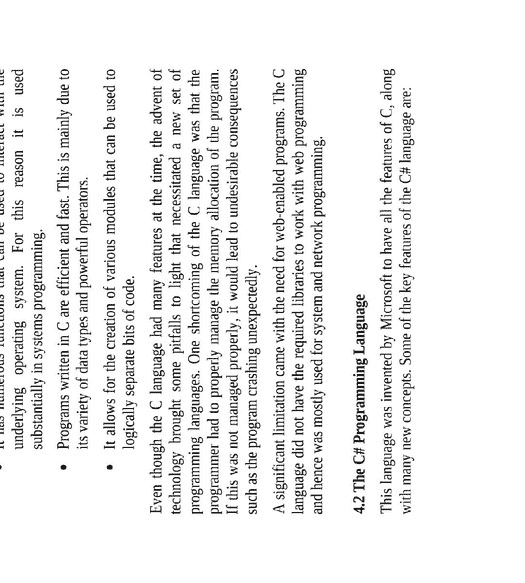 It has numerous functions that can be used to interact with the
underlying operating system. For this reason it is used
substantially in systems programming.
• Programs written in C are efficient and fast. This is mainly due to
its variety of data types and powerful operators.
• It allows for the creation of various modules that can be used to
logically separate bits of code.
Even though the C language had many features at the time, the advent of
technology brought some pitfalls to light that necessitated a new set of
programming languages. One shortcoming of the C language was that the
programmer had to properly manage the memory allocation of the program.
If this was not managed properly, it would lead to undesirable consequences
such as the program crashing unexpectedly.
A significant limitation came with the need for web-enabled programs. The C
language did not have the required libraries to work with web programming
and hence was mostly used for system and network programming.
4.2 The C# Programming Language
This language was invented by Microsoft to have all the features of C, along
with many new concepts. Some of the key features of the C# language are: